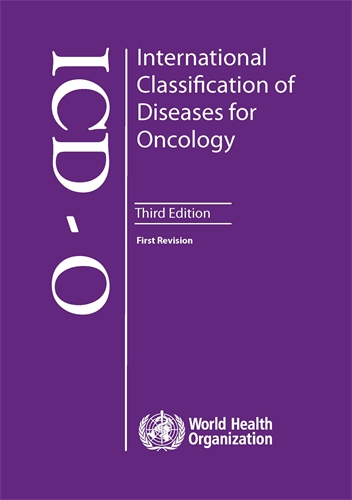 ICD - O
International
Classification of
Diseases for
Oncology
Third Edition
First Revision
World Health
Organization